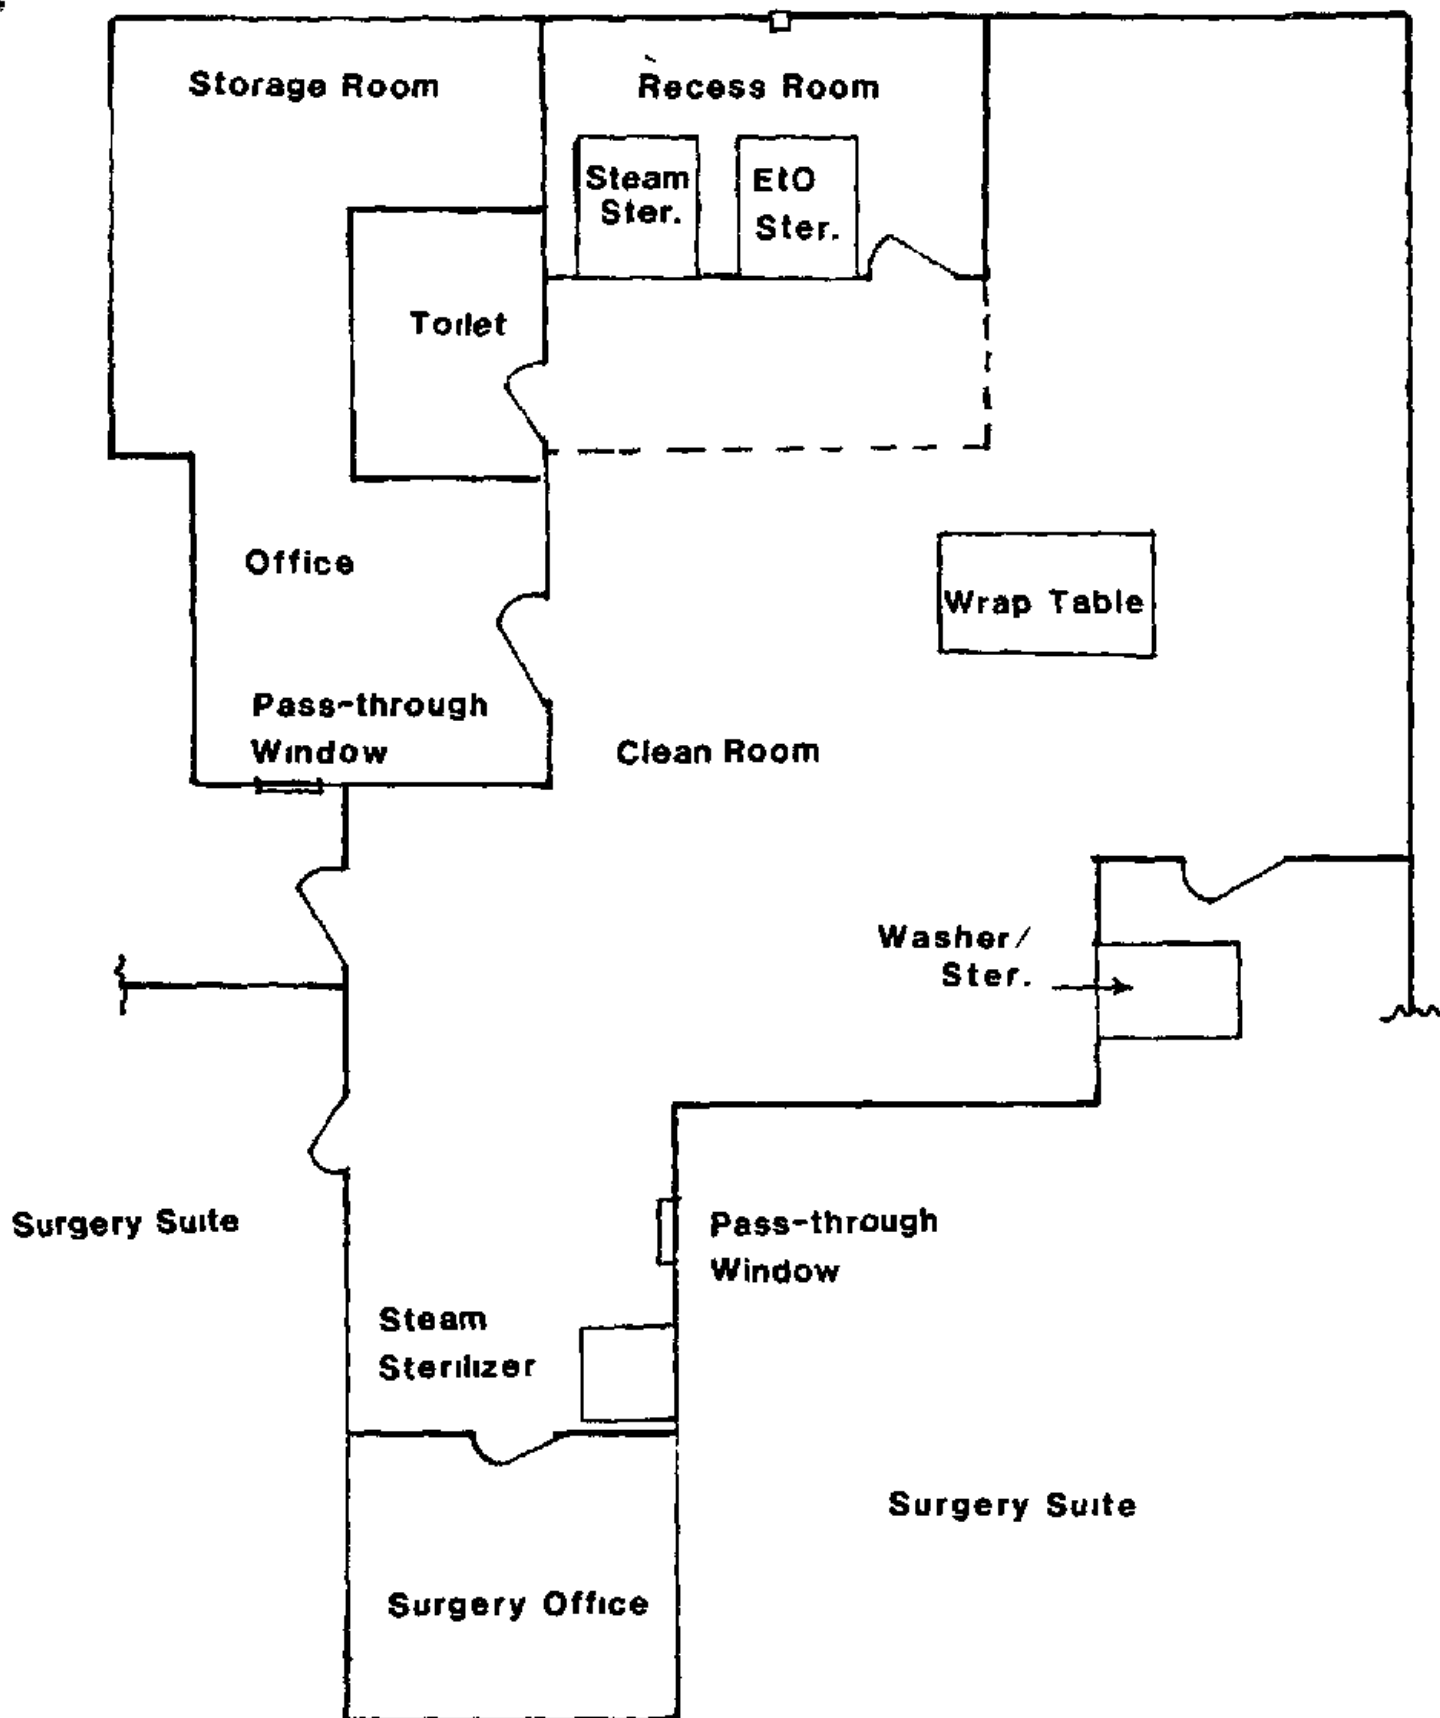 Storage Room
Recess Room
Steam
Ster.
EtO
Ster.
Toilet
Wrap Table
Office
Pass-through
Window
Clean Room
Washer/
Ster.
Surgery Suite
Pass-through
Window
Steam
Sterilizer
Surgery Suite
Surgery Office